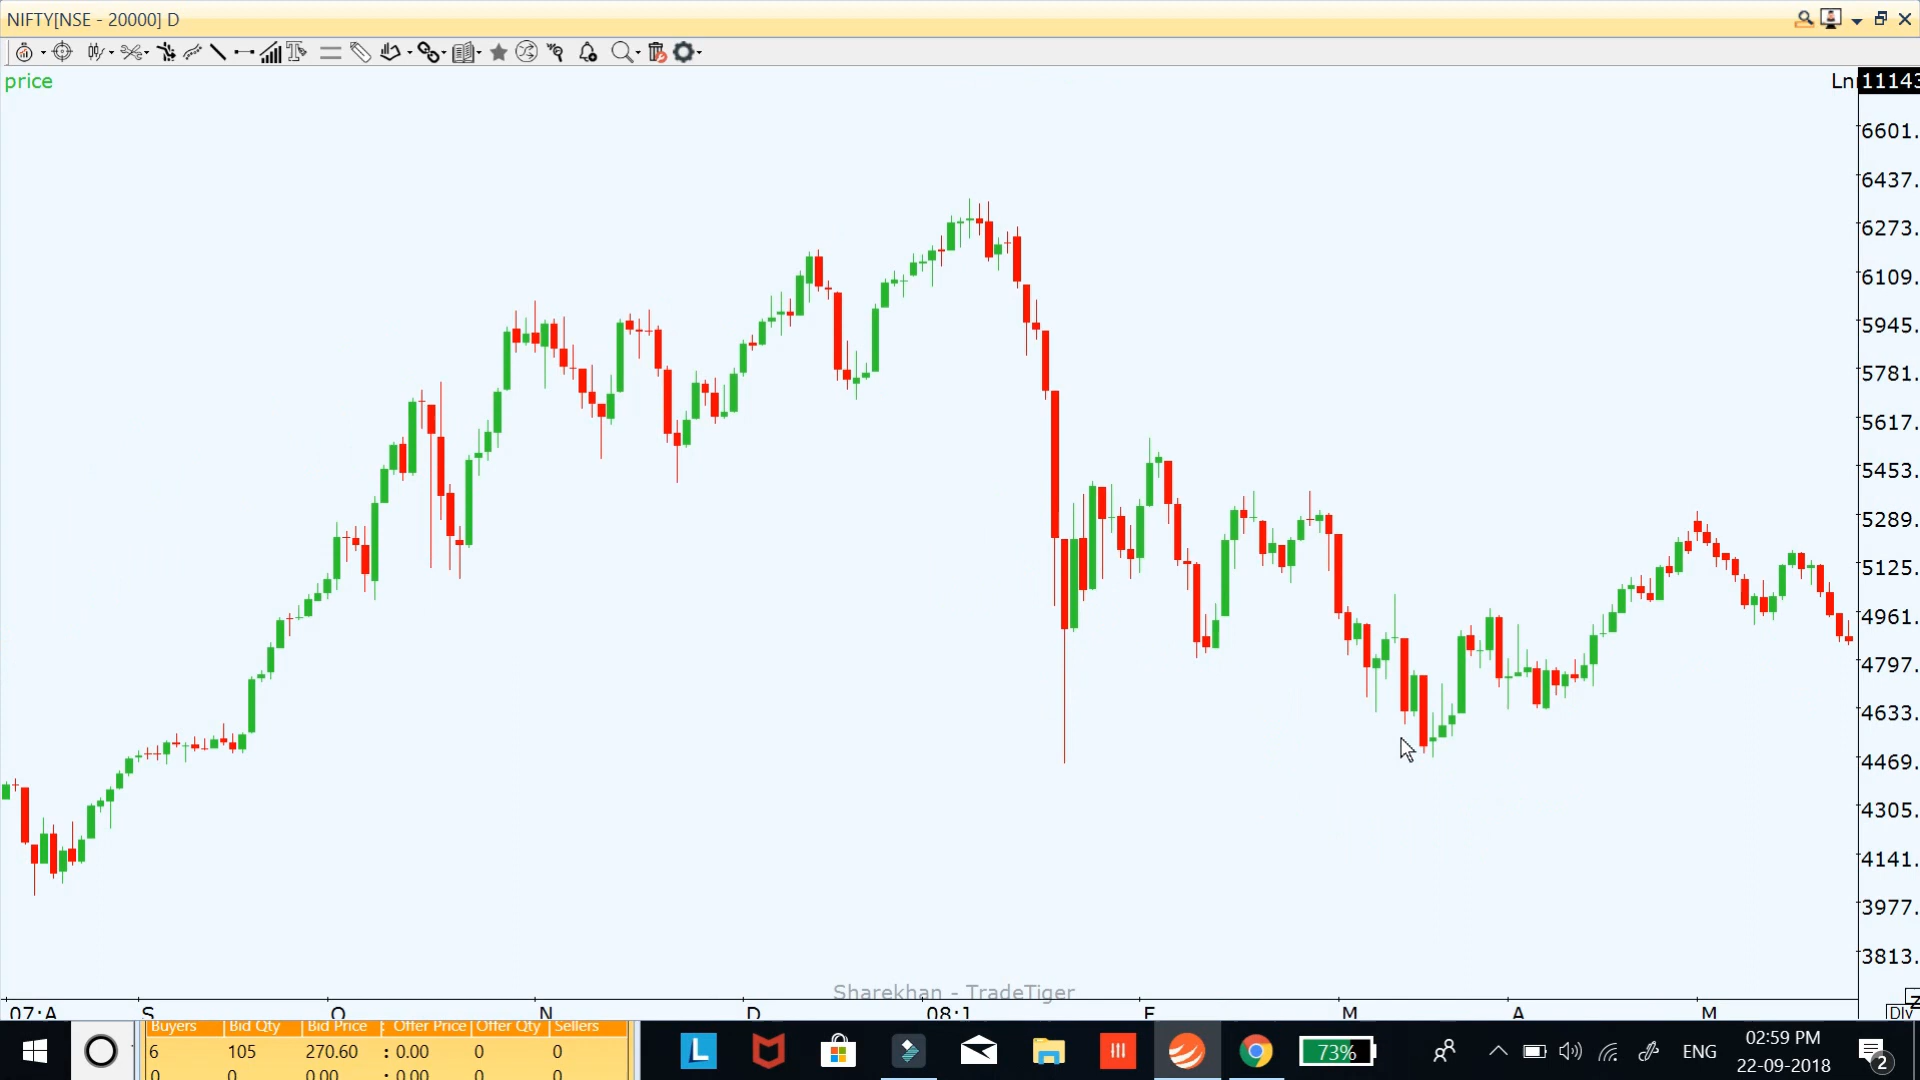 NIFTY[NSE - 20000] D
price
Ln
11143
6601.
6437.
6273.
6109.
5945.
5781.
5617.
5453.
5289.
5125.
4961.
4797.
4633.
4469.
4305.
4141.
3977.
3813.
Sharekhan - TradeTiger
07:A S O N D 08:1 F M A M
Div
Buyers Bid Qty Bid Price : Offer Price Offer Qty Sellers
6 105 270.60 : 0.00 0 0
0 0 0.00 : 0.00 0 0
L
73%
ENG
02:59 PM
22-09-2018
2